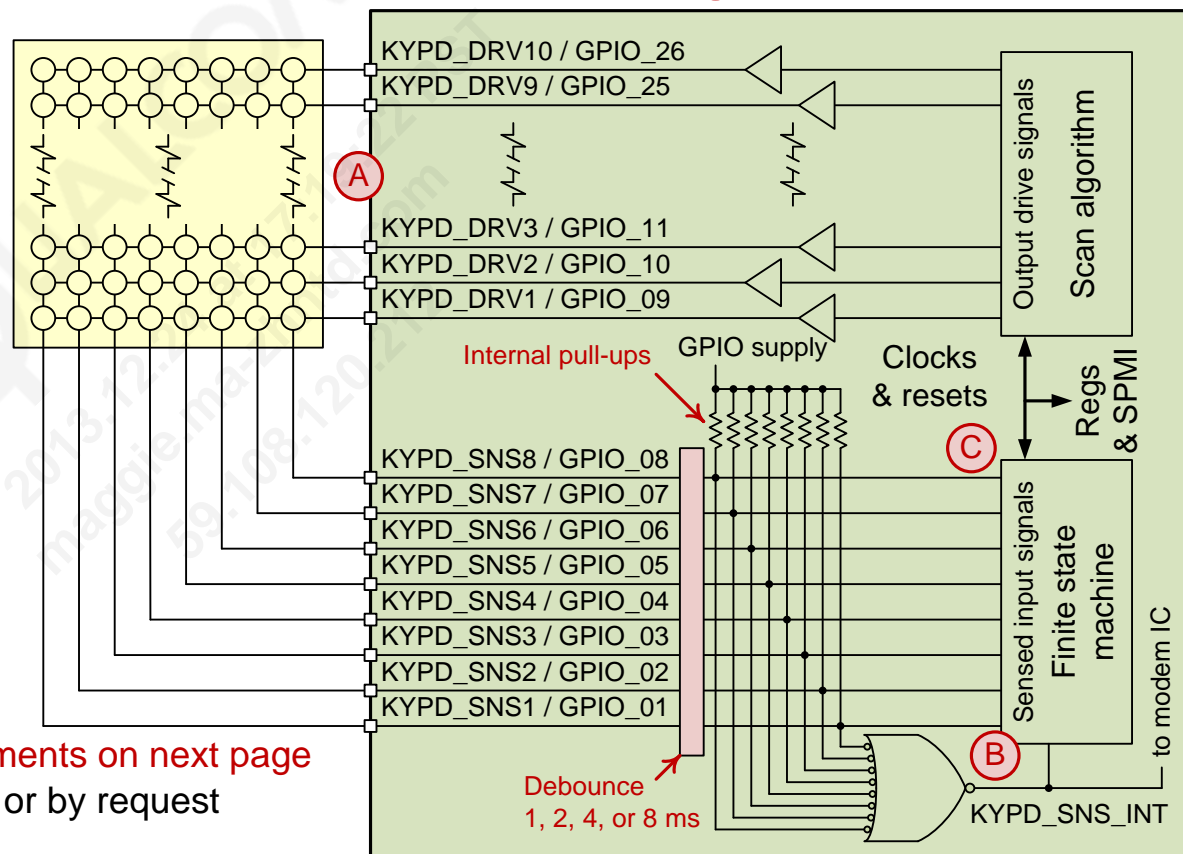 KYPD_DRV10 / GPIO_26
KYPD_DRV9 / GPIO_25
A
KYPD_DRV3 / GPIO_11
KYPD_DRV2 / GPIO_10
KYPD_DRV1 / GPIO_09
Output drive signals
Scan algorithm
Internal pull-ups
GPIO supply
Clocks
& resets
Regs
& SPMI
C
KYPD_SNS8 / GPIO_08
KYPD_SNS7 / GPIO_07
KYPD_SNS6 / GPIO_06
KYPD_SNS5 / GPIO_05
KYPD_SNS4 / GPIO_04
KYPD_SNS3 / GPIO_03
KYPD_SNS2 / GPIO_02
KYPD_SNS1 / GPIO_01
Sensed input signals
Finite state
machine
to modem IC
B
KYPD_SNS_INT
Debounce
1, 2, 4, or 8 ms
ments on next page
or by request